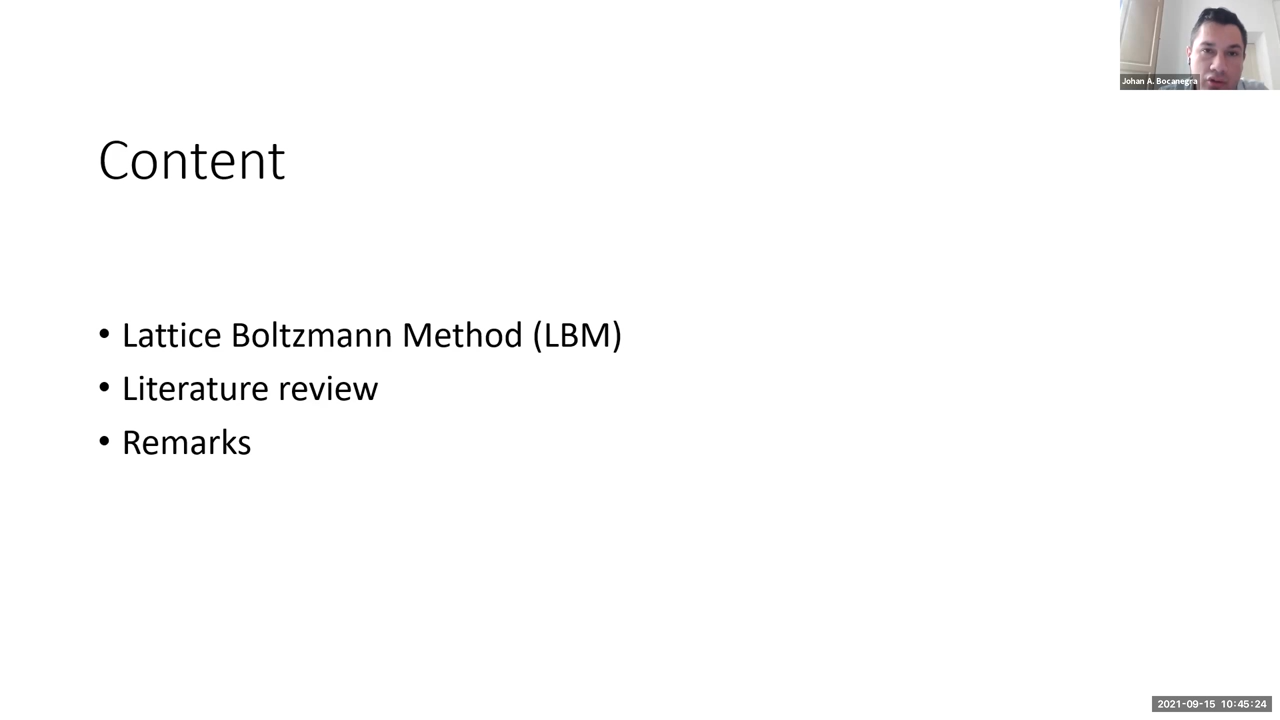 Johan A. Bocanegra
Content
• Lattice Boltzmann Method (LBM)
• Literature review
• Remarks
2021-09-15 10:45:24